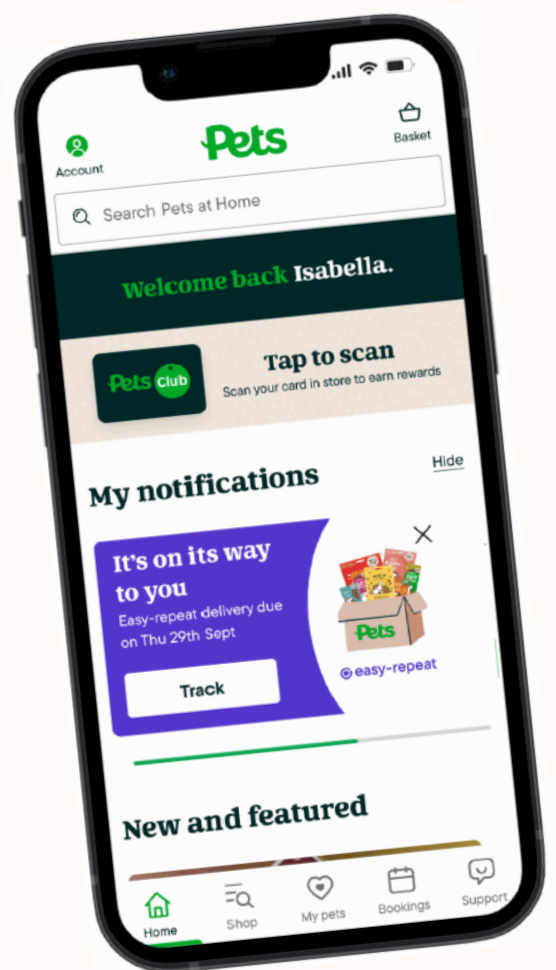 Account
Pets
Basket
Search Pets at Home
Welcome back Isabella.
Pets Club
Tap to scan
Scan your card in store to earn rewards
My notifications
Hide
It's on its way
to you
Easy-repeat delivery due
on Thu 29th Sept
Track
Pets
easy-repeat
New and featured
Home
Shop
My pets
Bookings
Support